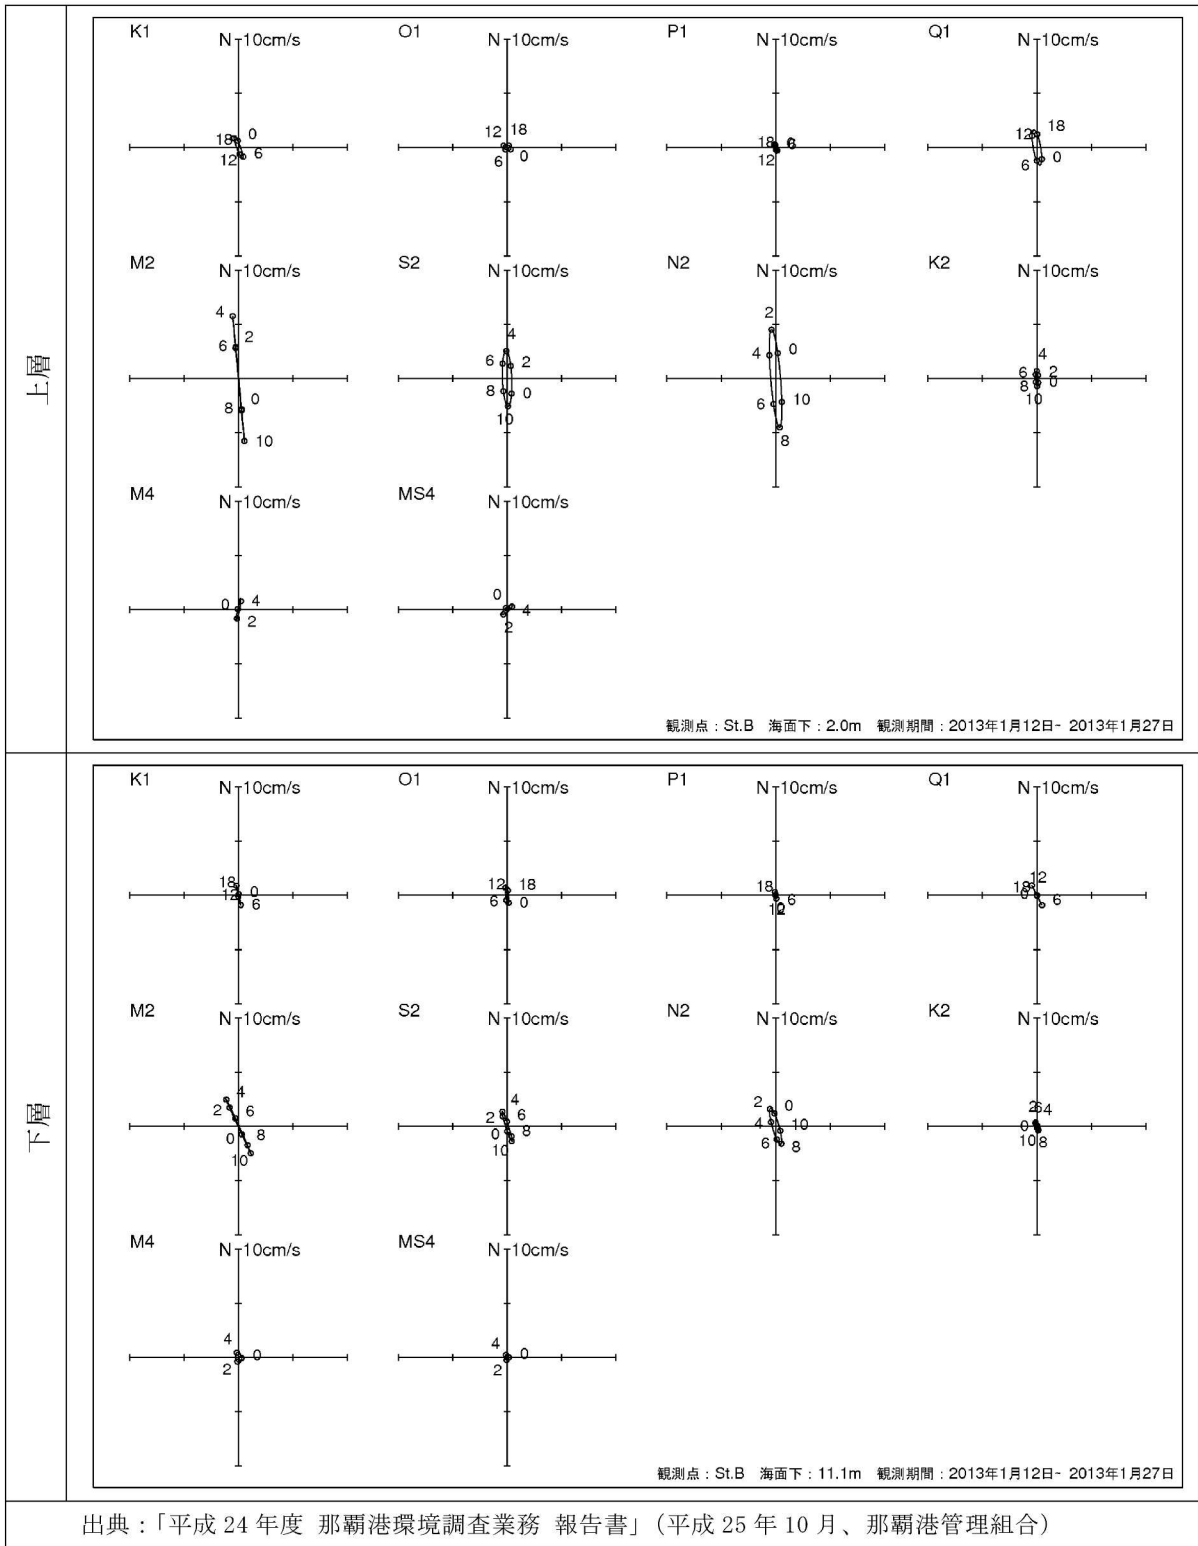 上層
K1 N 10cm/s O1 N 10cm/s P1 N 10cm/s Q1 N 10cm/s
18 0 12 18 18 12 18
12 6 6 0 12 6 0
M2 N 10cm/s S2 N 10cm/s N2 N 10cm/s K2 N 10cm/s
4 2 6 0 8 10
4 6 2 8 0 10
2 4 0 6 10 8
4 6 2 8 0 10
M4 N 10cm/s MS4 N 10cm/s
0 4 2
0 4 2
観測点：St.B 海面下：2.0m 観測期間：2013年1月12日- 2013年1月27日
下層
K1 N 10cm/s O1 N 10cm/s P1 N 10cm/s Q1 N 10cm/s
18 12 0 6
12 18 6 0
18 6 12
12 18 0 6
M2 N 10cm/s S2 N 10cm/s N2 N 10cm/s K2 N 10cm/s
4 2 6 0 8 10
4 2 6 0 8 10
2 0 4 10 6 8
2 6 4 0 10 8
M4 N 10cm/s MS4 N 10cm/s
4 0 2
4 0 2
観測点：St.B 海面下：11.1m 観測期間：2013年1月12日- 2013年1月27日
出典：「平成 24 年度 那覇港環境調査業務 報告書」（平成 25 年 10 月、那覇港管理組合）